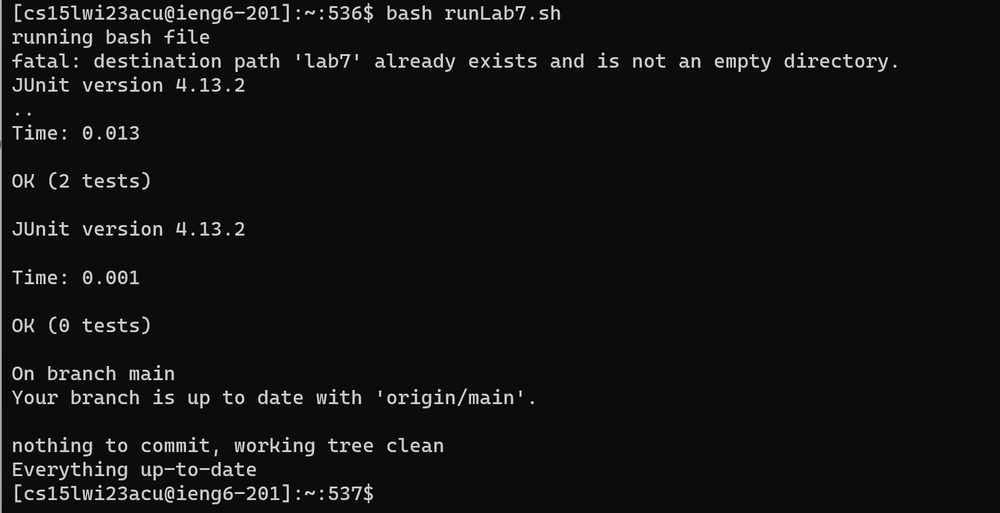 [cs15lwi23acu@ieng6-201]:~:536$ bash runLab7.sh
running bash file
fatal: destination path 'lab7' already exists and is not an empty directory.
JUnit version 4.13.2
..
Time: 0.013
OK (2 tests)
JUnit version 4.13.2
Time: 0.001
OK (0 tests)
On branch main
Your branch is up to date with 'origin/main'.
nothing to commit, working tree clean
Everything up-to-date
[cs15lwi23acu@ieng6-201]:~:537$